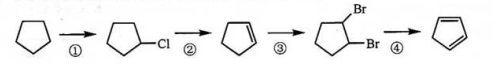 Br
Cl
Br
① ② ③ ④